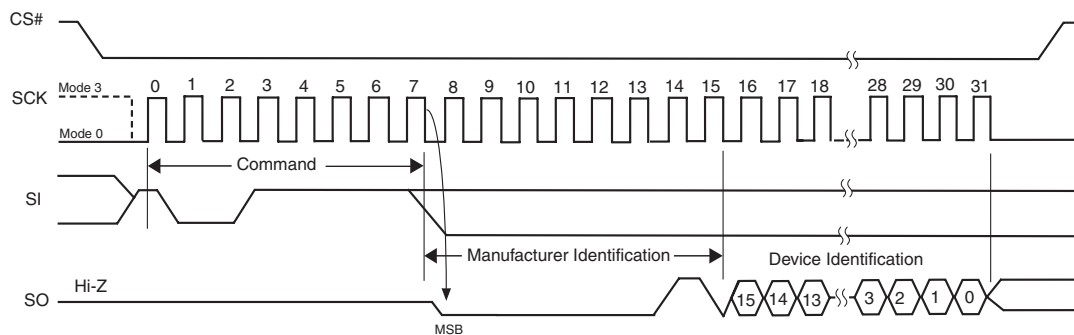 CS#
SCK
Mode 3
Mode 0
0 1 2 3 4 5 6 7 8 9 10 11 12 13 14 15 16 17 18 28 29 30 31
Command
SI
Manufacturer Identification
Device Identification
SO
Hi-Z
15 14 13 3 2 1 0
MSB